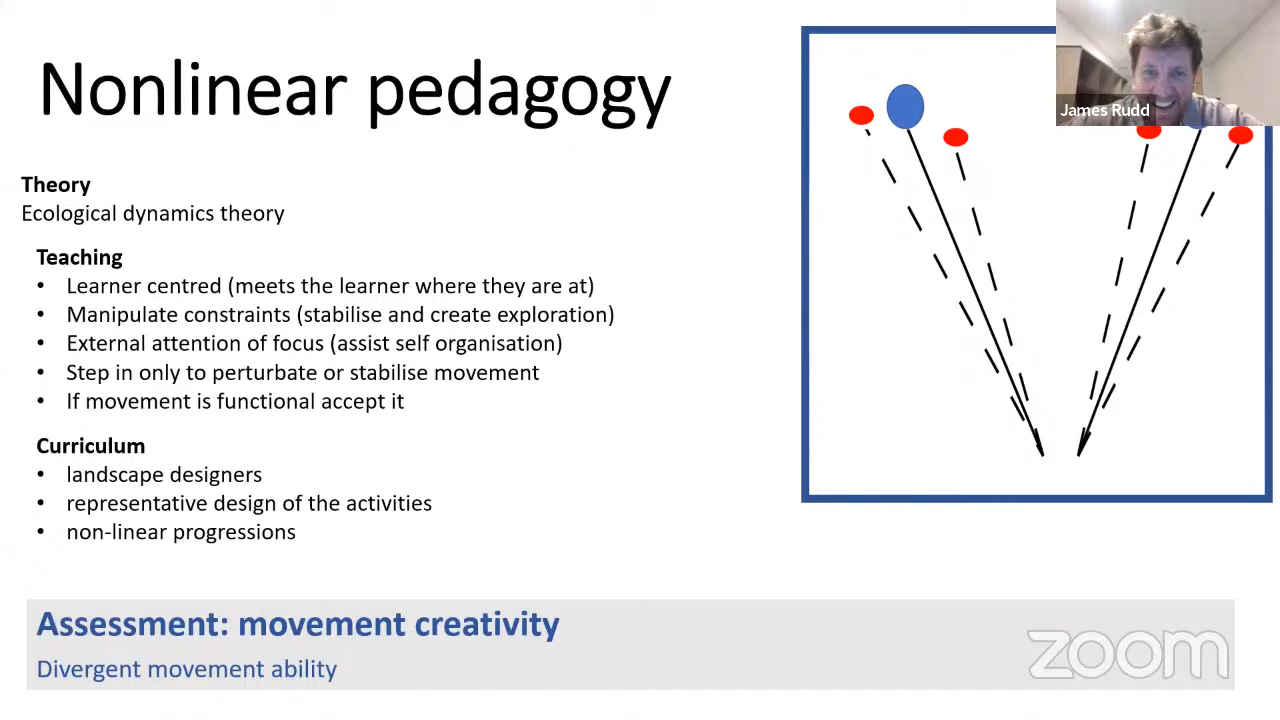 Nonlinear pedagogy
James Rudd
Theory
Ecological dynamics theory
Teaching
• Learner centred (meets the learner where they are at)
• Manipulate constraints (stabilise and create exploration)
• External attention of focus (assist self organisation)
• Step in only to perturbate or stabilise movement
• If movement is functional accept it
Curriculum
• landscape designers
• representative design of the activities
• non-linear progressions
Assessment: movement creativity
Divergent movement ability
zoom